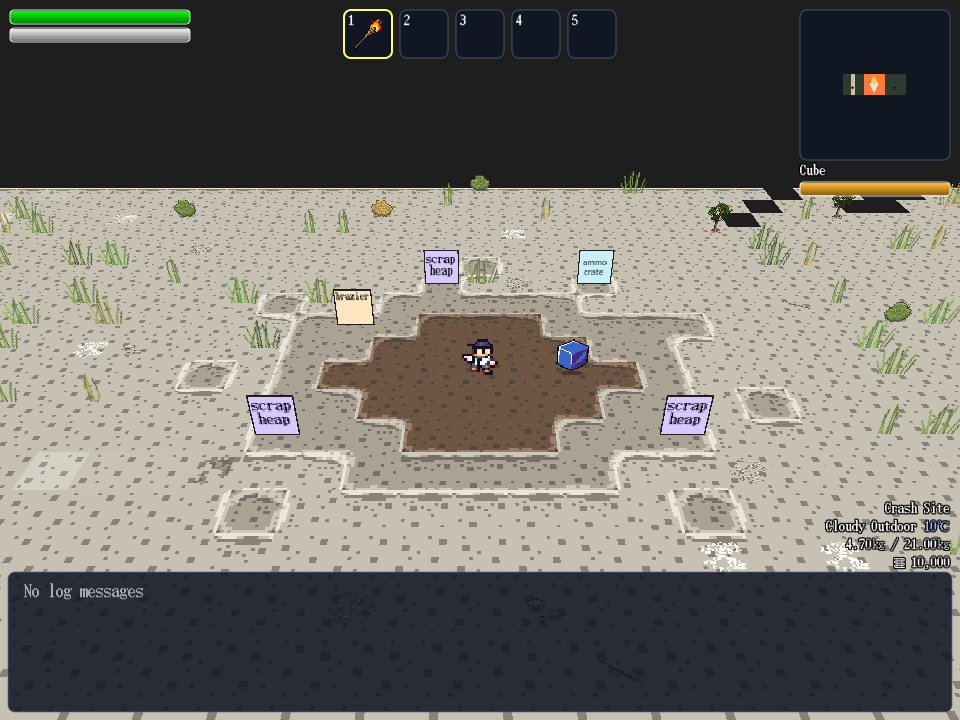 1
2
3
4
5
Cube
scrap
heap
ammo
crate
brazier
scrap
heap
scrap
heap
Crash Site
Cloudy Outdoor 10℃
4.70kg / 21.00kg
10,000
No log messages